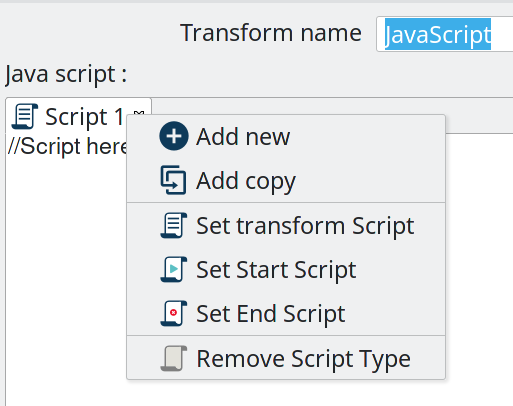 Transform name JavaScript
Java script :
Script 1
//Script here
Add new
Add copy
Set transform Script
Set Start Script
Set End Script
Remove Script Type